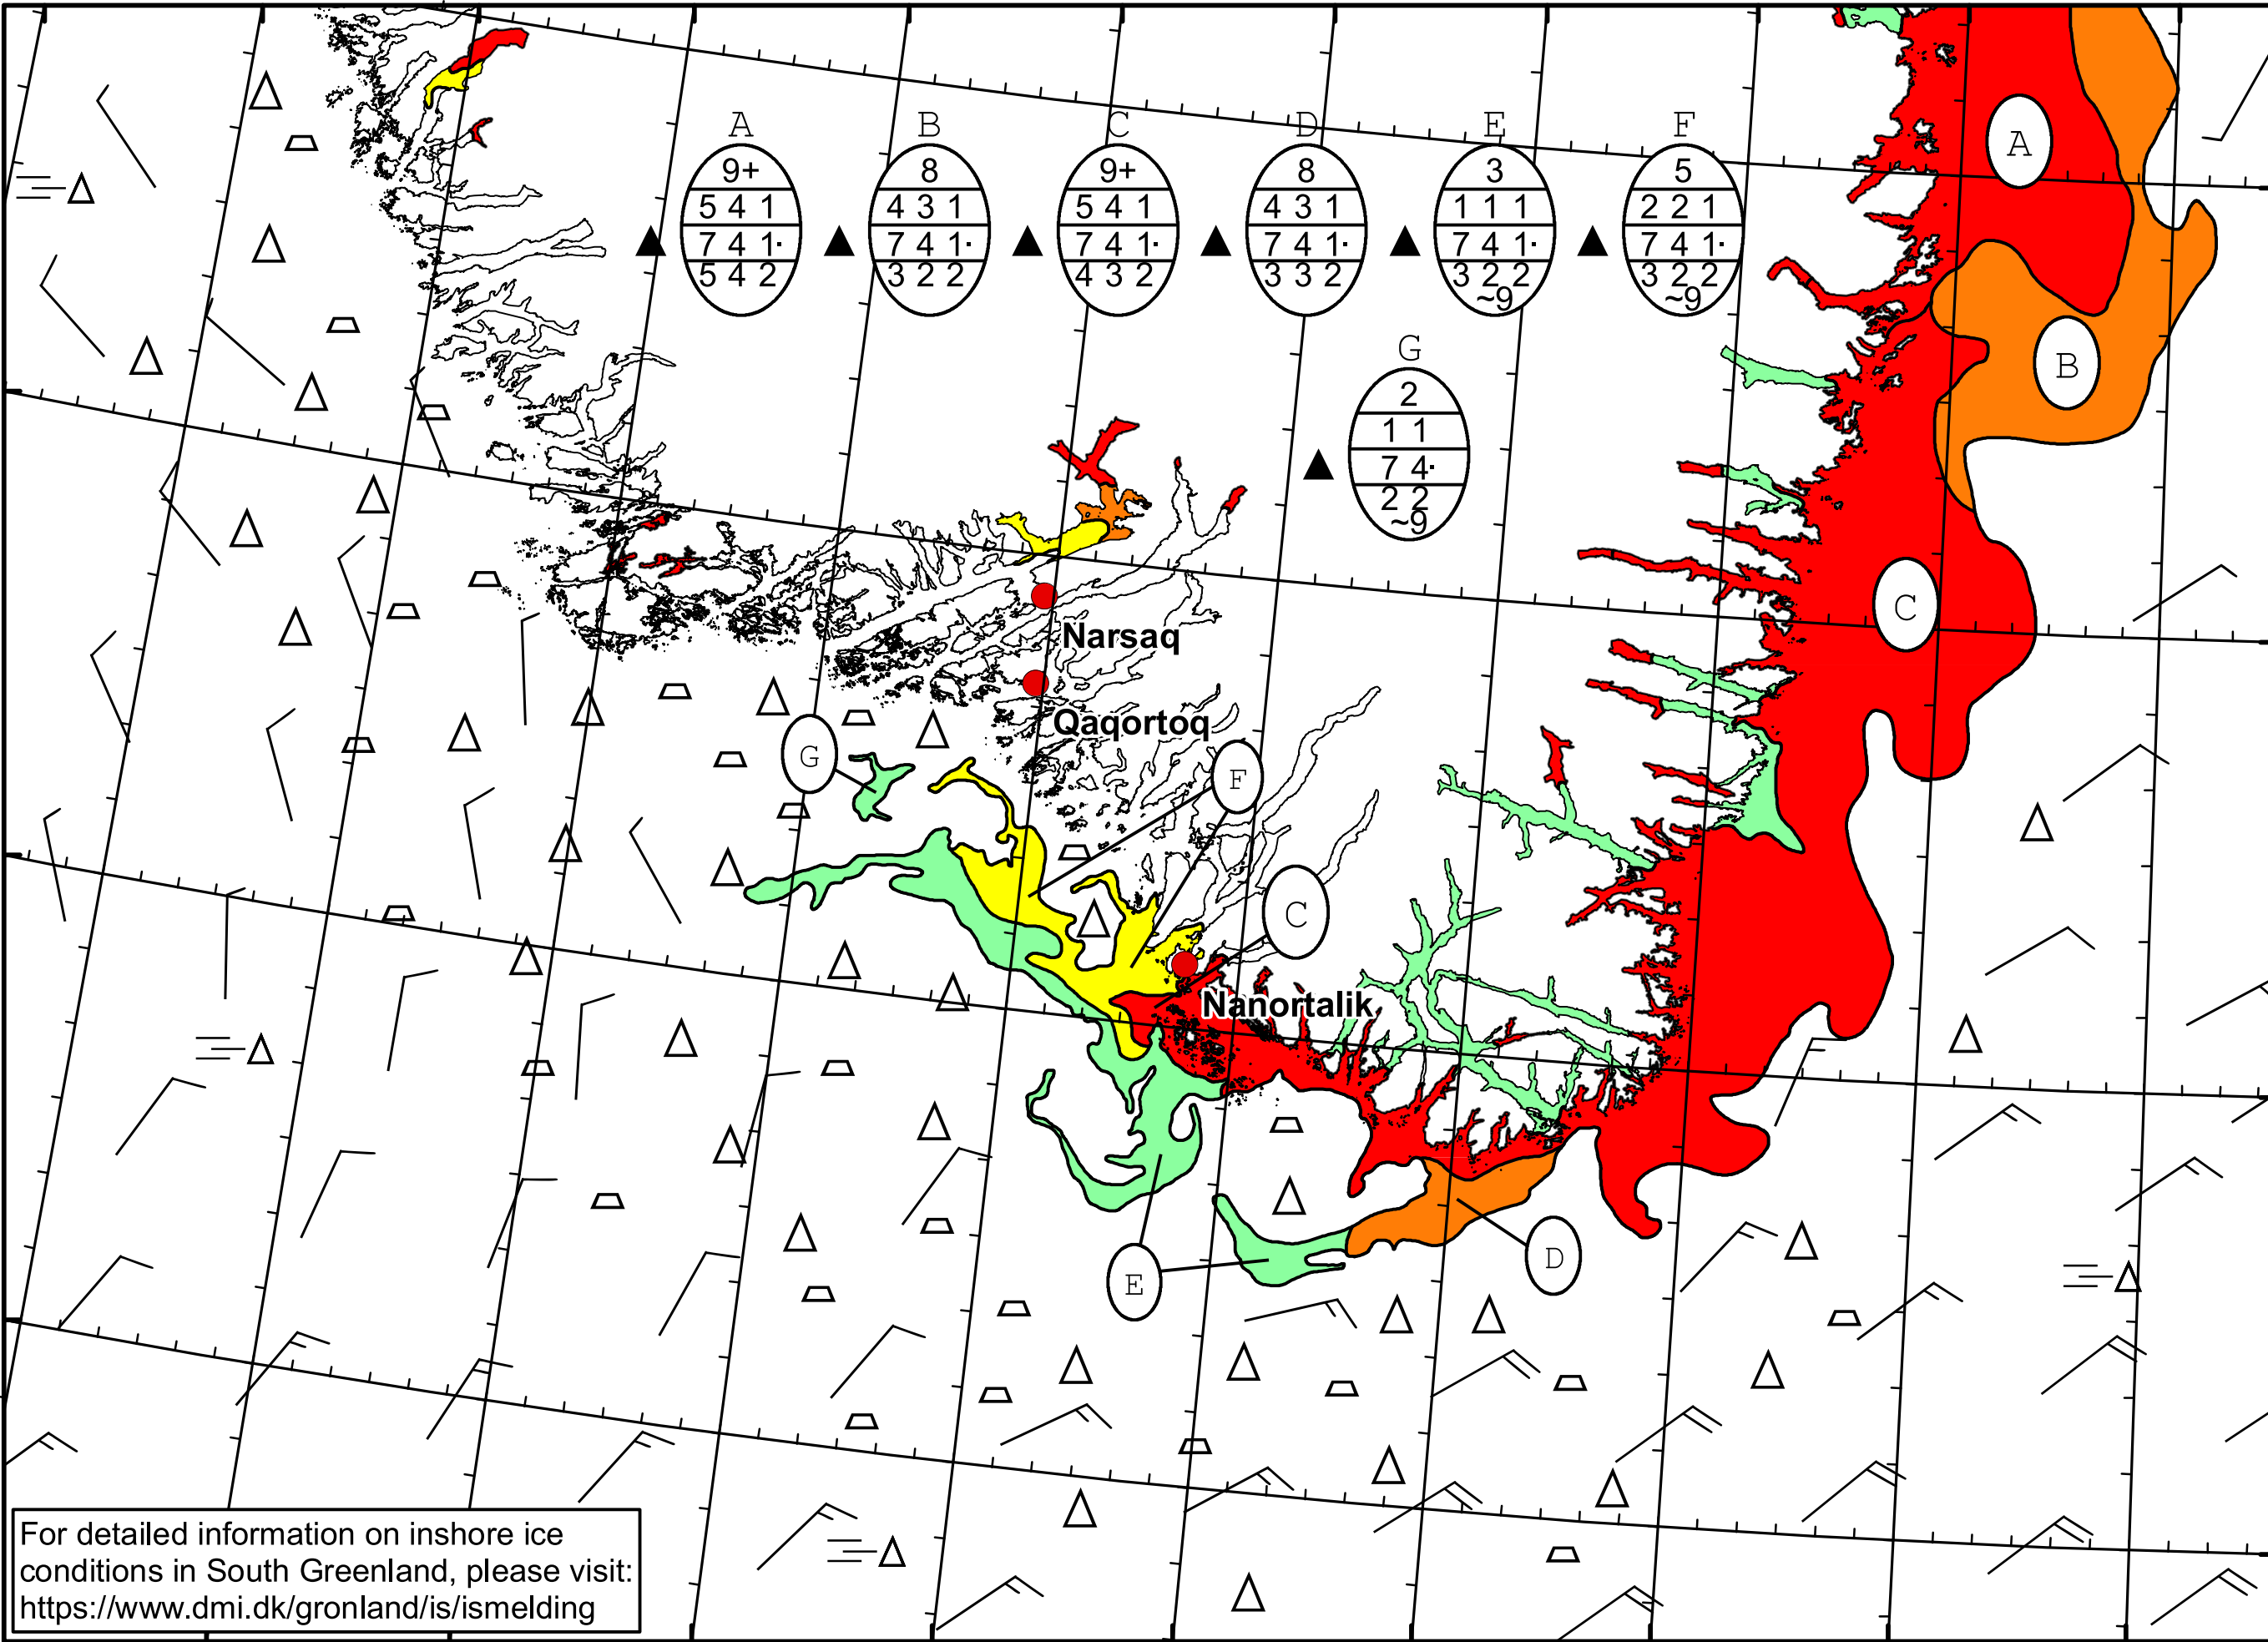 A B C D E F
9+ 8 9+ 8 3 5
5 4 1 4 3 1 5 4 1 4 3 1 1 1 1 2 2 1
7 4 1· 7 4 1· 7 4 1· 7 4 1· 7 4 1· 7 4 1·
5 4 2 3 2 2 4 3 2 3 3 2 3 2 2 3 2 2
~9 ~9
A
B
G
2
1 1
7 4·
2 2
~9
C
Narsaq
Qaqortoq
G
F
C
Nanortalik
E
D
For detailed information on inshore ice
conditions in South Greenland, please visit:
https://www.dmi.dk/gronland/is/ismelding